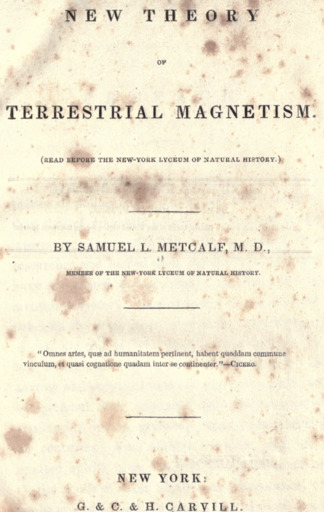 NEW THEORY
OF
TERRESTRIAL MAGNETISM.
(READ BEFORE THE NEW-YORK LYCEUM OF NATURAL HISTORY.)
BY SAMUEL L. METCALF, M. D.,
MEMBER OF THE NEW-YORK LYCEUM OF NATURAL HISTORY.
"Omnes artes, quæ ad humanitatem pertinent, habent quoddam commune
vinculum, et quasi cognatione quadam inter se continenter."—CICERO.
NEW YORK:
G. & C. & H. CARVILL.